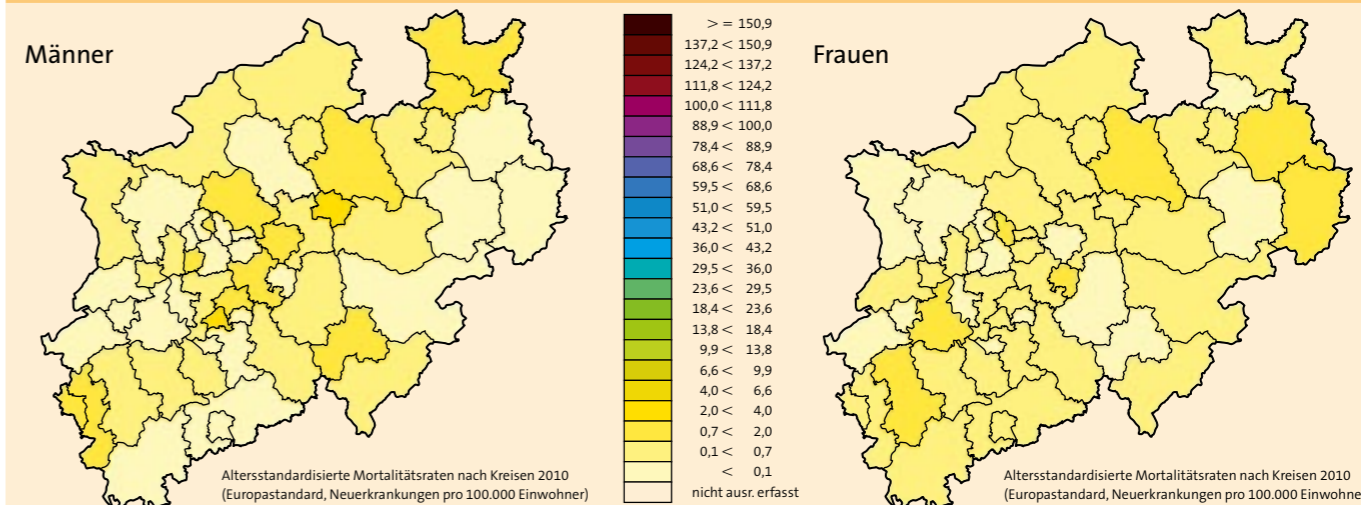 Männer
> = 150,9
137,2 < 150,9
124,2 < 137,2
111,8 < 124,2
100,0 < 111,8
88,9 < 100,0
78,4 < 88,9
68,6 < 78,4
59,5 < 68,6
51,0 < 59,5
43,2 < 51,0
36,0 < 43,2
29,5 < 36,0
23,6 < 29,5
18,4 < 23,6
13,8 < 18,4
9,9 < 13,8
6,6 < 9,9
4,0 < 6,6
2,0 < 4,0
0,7 < 2,0
0,1 < 0,7
< 0,1
nicht ausr. erfasst
Altersstandardisierte Mortalitätsraten nach Kreisen 2010
(Europastandard, Neuerkrankungen pro 100.000 Einwohner)
Frauen
Altersstandardisierte Mortalitätsraten nach Kreisen 2010
(Europastandard, Neuerkrankungen pro 100.000 Einwohne